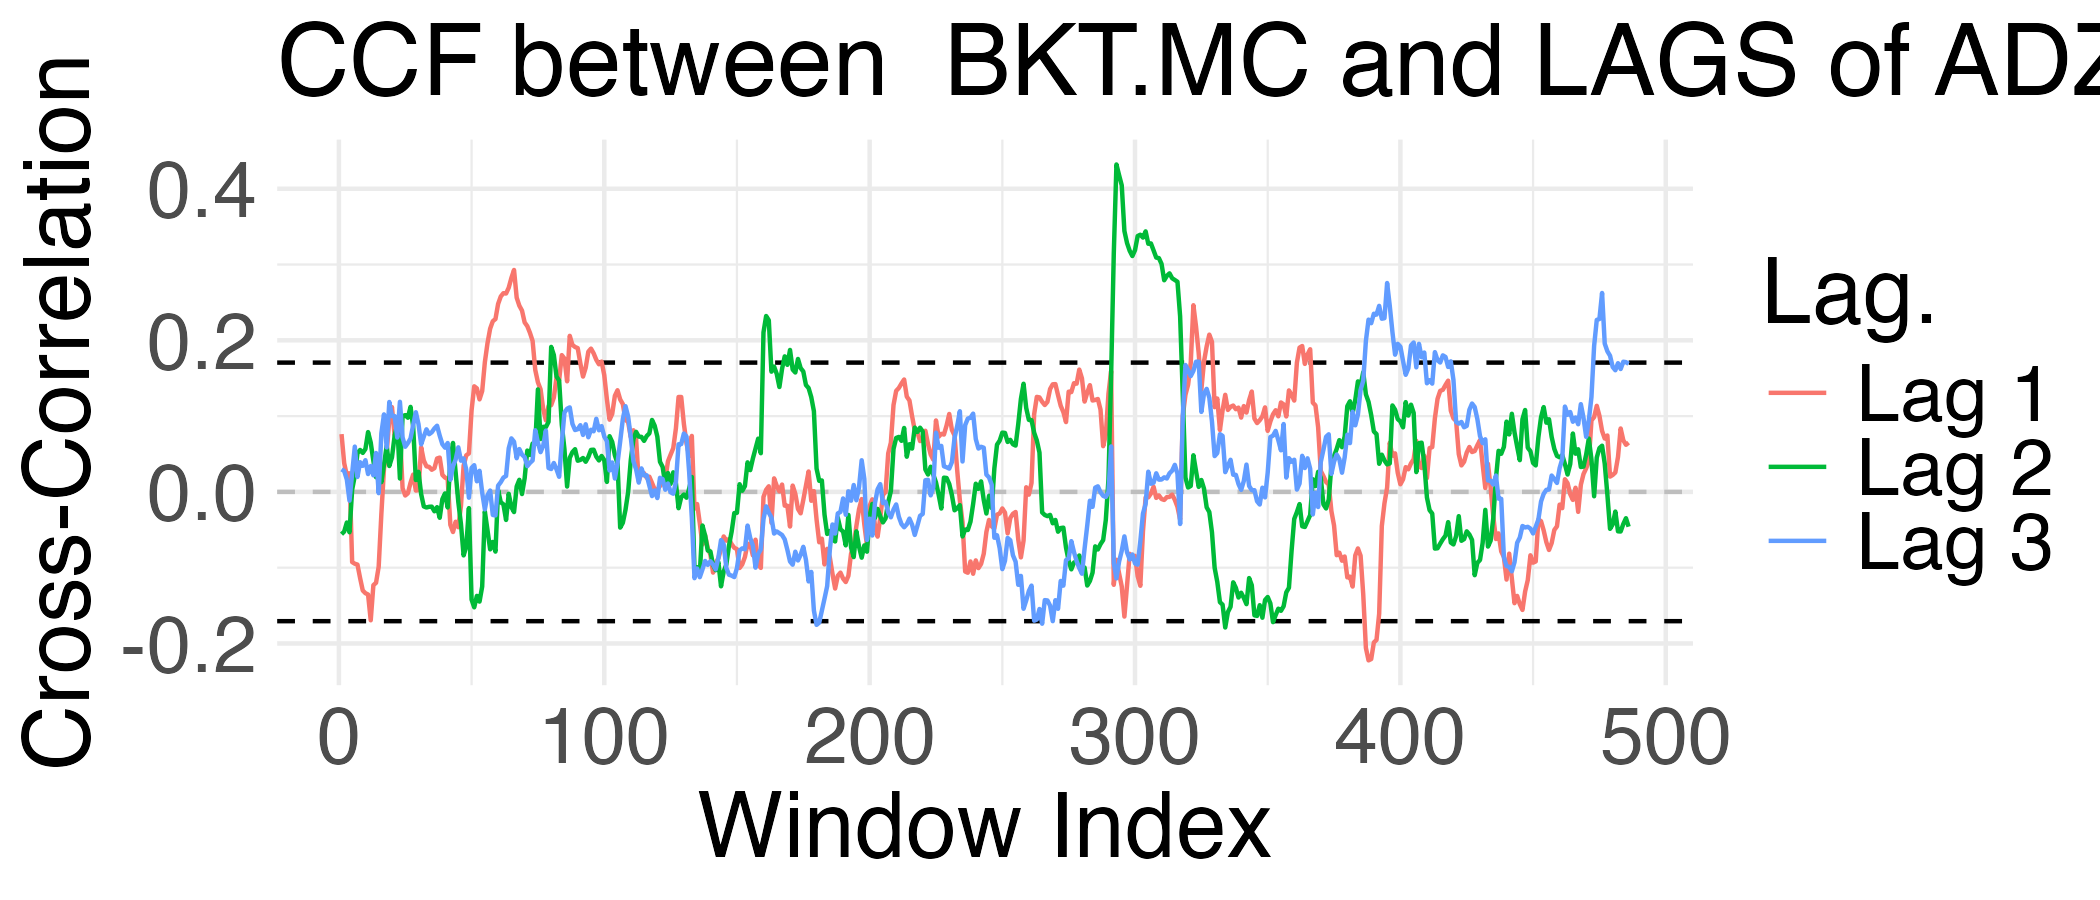 CCF between  BKT.MC and LAGS of ADZ
Cross-Correlation
0.4
0.2
0.0
-0.2
0 100 200 300 400 500
Window Index
Lag.
Lag 1
Lag 2
Lag 3